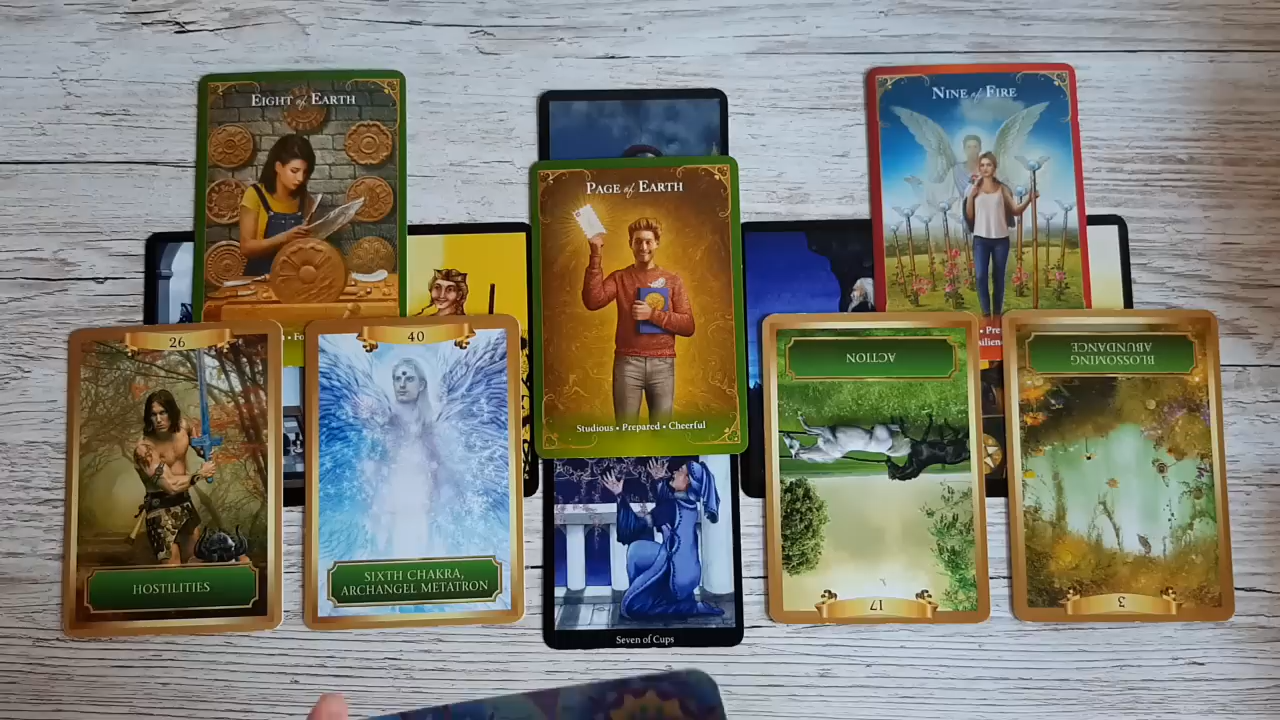 EIGHT of EARTH
NINE of FIRE
PAGE of EARTH
Studious • Prepared • Cheerful
26
40
ACTION
BLOSSOMING
ABUNDANCE
HOSTILITIES
SIXTH CHAKRA,
ARCHANGEL METATRON
17
3
Seven of Cups